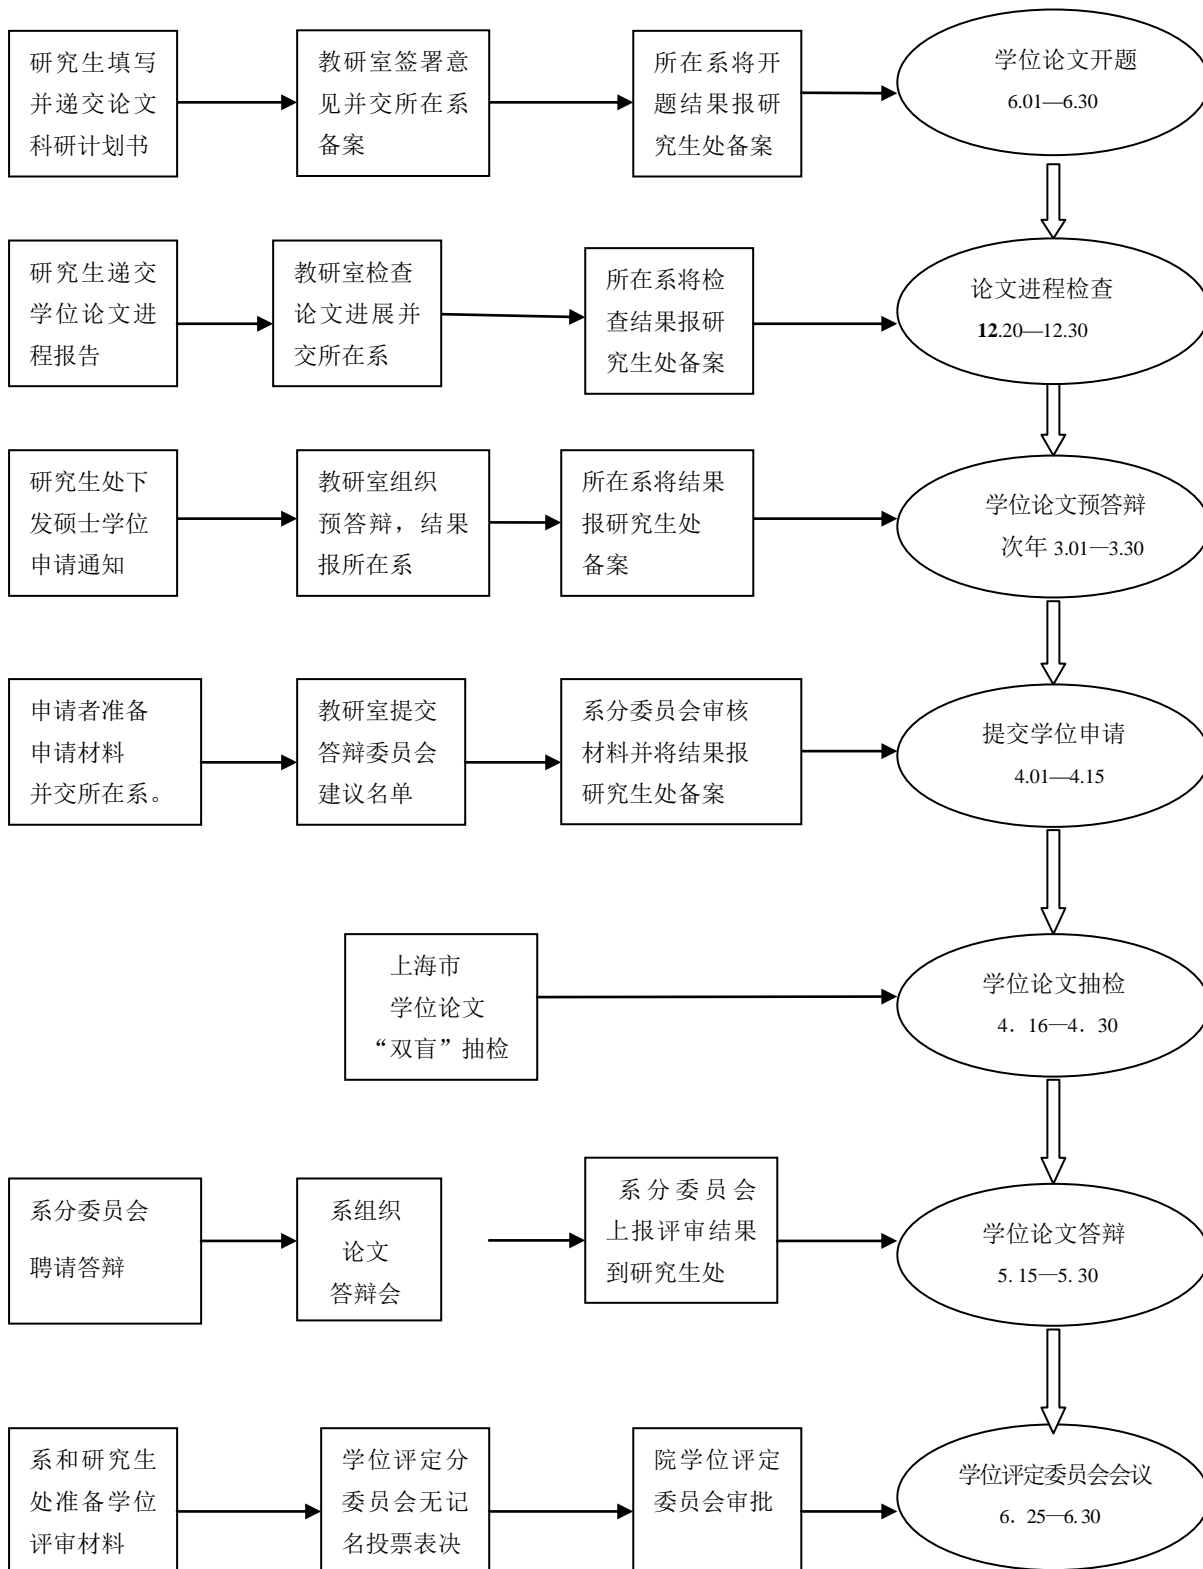 研究生填写
并递交论文
科研计划书
教研室签署意
见并交所在系
备案
所在系将开
题结果报研
究生处备案
学位论文开题
6.01—6.30
研究生递交
学位论文进
程报告
教研室检查
论文进展并
交所在系
所在系将检
查结果报研
究生处备案
论文进程检查
12.20—12.30
研究生处下
发硕士学位
申请通知
教研室组织
预答辩，结果
报所在系
所在系将结果
报研究生处
备案
学位论文预答辩
次年 3.01—3.30
申请者准备
申请材料
并交所在系。
教研室提交
答辩委员会
建议名单
系分委员会审核
材料并将结果报
研究生处备案
提交学位申请
4.01—4.15
上海市
学位论文
“双盲”抽检
学位论文抽检
4．16—4．30
系分委员会
聘请答辩
系组织
论文
答辩会
系分委员会
上报评审结果
到研究生处
学位论文答辩
5. 15—5. 30
系和研究生
处准备学位
评审材料
学位评定分
委员会无记
名投票表决
院学位评定
委员会审批
学位评定委员会会议
6．25—6.30